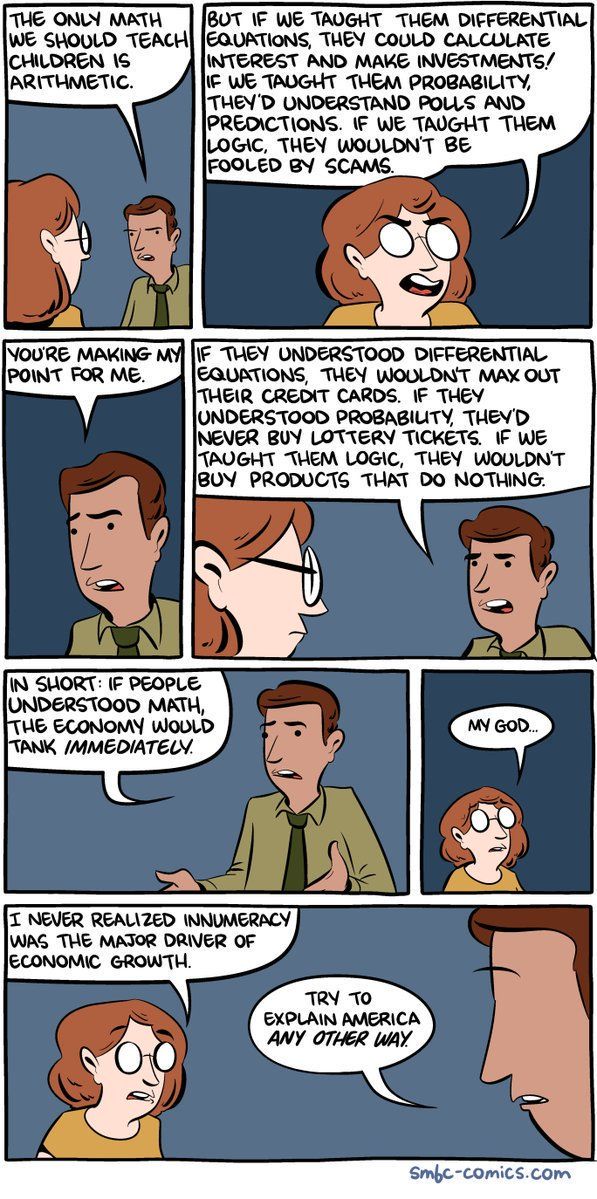 THE ONLY MATH
WE SHOULD TEACH
CHILDREN IS
ARITHMETIC.
BUT IF WE TAUGHT THEM DIFFERENTIAL
EQUATIONS, THEY COULD CALCULATE
INTEREST AND MAKE INVESTMENTS!
IF WE TAUGHT THEM PROBABILITY,
THEY'D UNDERSTAND POLLS AND
PREDICTIONS. IF WE TAUGHT THEM
LOGIC, THEY WOULDN'T BE
FOOLED BY SCAMS.
YOU'RE MAKING MY
POINT FOR ME.
IF THEY UNDERSTOOD DIFFERENTIAL
EQUATIONS, THEY WOULDN'T MAX OUT
THEIR CREDIT CARDS. IF THEY
UNDERSTOOD PROBABILITY, THEY'D
NEVER BUY LOTTERY TICKETS. IF WE
TAUGHT THEM LOGIC, THEY WOULDN'T
BUY PRODUCTS THAT DO NOTHING.
IN SHORT: IF PEOPLE
UNDERSTOOD MATH,
THE ECONOMY WOULD
TANK IMMEDIATELY.
MY GOD...
I NEVER REALIZED INNUMERACY
WAS THE MAJOR DRIVER OF
ECONOMIC GROWTH.
TRY TO
EXPLAIN AMERICA
ANY OTHER WAY.
smbc-comics.com